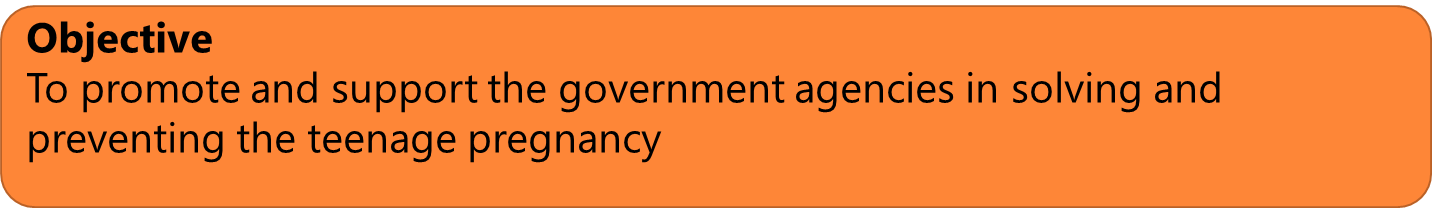 Objective
To promote and support the government agencies in solving and
preventing the teenage pregnancy